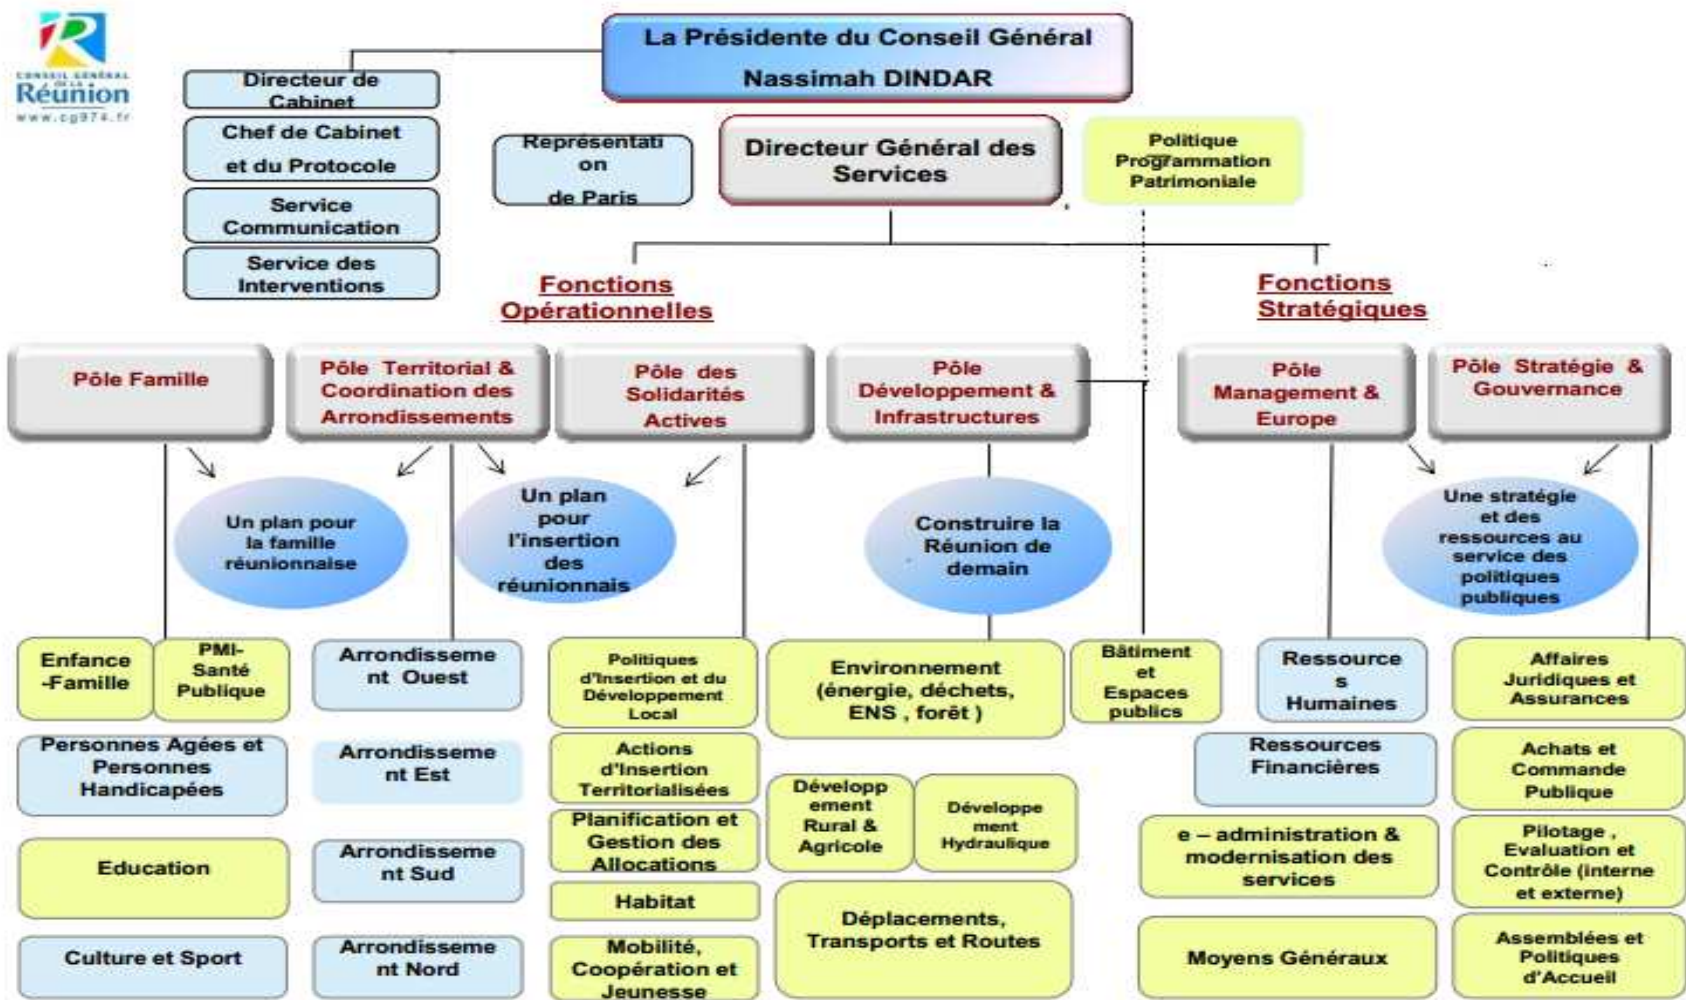 CONSEIL GÉNÉRAL
DE LA
Réunion
www.cg974.fr
La Présidente du Conseil Général
Nassimah DINDAR
Directeur de
Cabinet
Chef de Cabinet
et du Protocole
Service
Communication
Service des
Interventions
Représentati
on
de Paris
Directeur Général des
Services
Politique
Programmation
Patrimoniale
Fonctions
Opérationnelles
Fonctions
Stratégiques
Pôle Famille
Pôle Territorial &
Coordination des
Arrondissements
Pôle des
Solidarités
Actives
Pôle
Développement &
Infrastructures
Pôle
Management &
Europe
Pôle Stratégie &
Gouvernance
Un plan pour
la famille
réunionnaise
Un plan
pour
l'insertion
des
réunionnais
Construire la
Réunion de
demain
Une stratégie
et des
ressources au
service des
politiques
publiques
Enfance
-Famille
PMI-
Santé
Publique
Personnes Agées et
Personnes
Handicapées
Education
Culture et Sport
Arrondisseme
nt Ouest
Arrondisseme
nt Est
Arrondisseme
nt Sud
Arrondisseme
nt Nord
Politiques
d'Insertion et du
Développement
Local
Actions
d'Insertion
Territorialisées
Planification et
Gestion des
Allocations
Habitat
Mobilité,
Coopération et
Jeunesse
Environnement
(énergie, déchets,
ENS , forêt )
Développ
ement
Rural &
Agricole
Développe
ment
Hydraulique
Déplacements,
Transports et Routes
Bâtiment
et
Espaces
publics
Ressource
s
Humaines
Ressources
Financières
e – administration &
modernisation des
services
Moyens Généraux
Affaires
Juridiques et
Assurances
Achats et
Commande
Publique
Pilotage ,
Evaluation et
Contrôle (interne
et externe)
Assemblées et
Politiques
d'Accueil